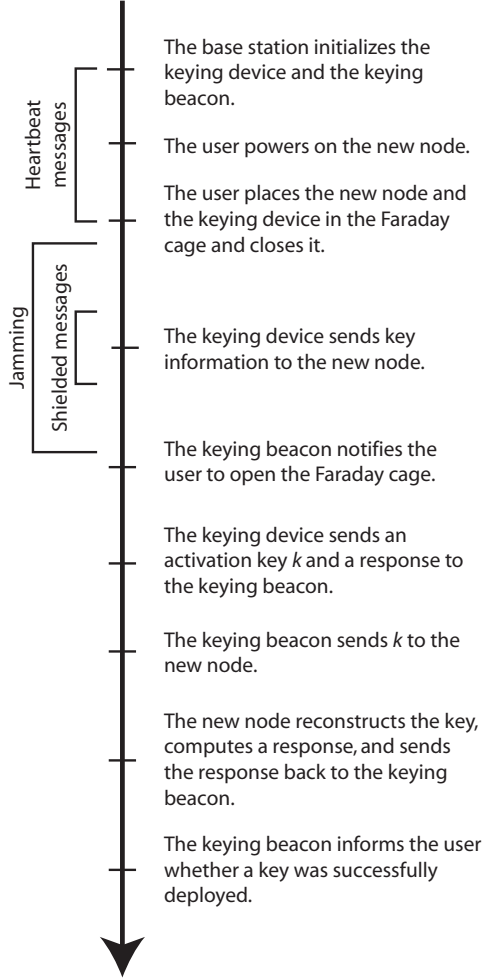 The base station initializes the
keying device and the keying
beacon.
Heartbeat
messages
The user powers on the new node.
The user places the new node and
the keying device in the Faraday
cage and closes it.
Jamming
Shielded messages
The keying device sends key
information to the new node.
The keying beacon notifies the
user to open the Faraday cage.
The keying device sends an
activation key k and a response to
the keying beacon.
The keying beacon sends k to the
new node.
The new node reconstructs the key,
computes a response, and sends
the response back to the keying
beacon.
The keying beacon informs the user
whether a key was successfully
deployed.